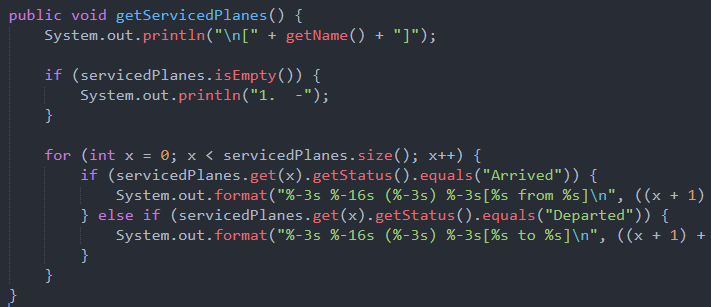 public void getServicedPlanes() {
    System.out.println("\n[" + getName() + "]");
    if (servicedPlanes.isEmpty()) {
        System.out.println("1.  -");
    }
    for (int x = 0; x < servicedPlanes.size(); x++) {
        if (servicedPlanes.get(x).getStatus().equals("Arrived")) {
            System.out.format("%-3s %-16s (%-3s) %-3s[%s from %s]\n", ((x + 1)
        } else if (servicedPlanes.get(x).getStatus().equals("Departed")) {
            System.out.format("%-3s %-16s (%-3s) %-3s[%s to %s]\n", ((x + 1) +
        }
    }
}